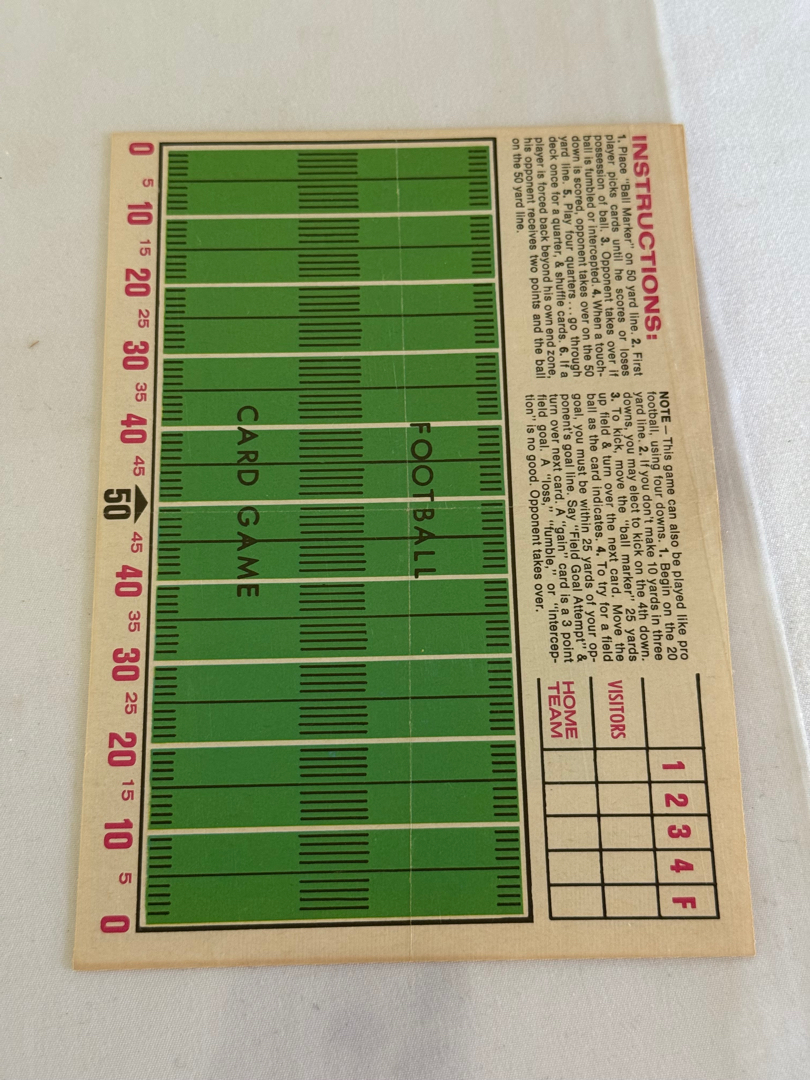 INSTRUCTIONS:
1. Place "Ball Marker" on 50 yard line. 2. First
player picks cards until he scores or loses
possession of ball. 3. Opponent takes over if
ball is fumbled or intercepted. 4. When a touch-
down is scored, opponent takes over on the 50
yard line. 5. Play four quarters...go through
deck once for a quarter, & shuffle cards. 6. If a
player is forced back beyond his own end zone,
his opponent receives two points and the ball
on the 50 yard line.
NOTE – This game can also be played like pro
football, using four downs. 1. Begin on the 20
yard line. 2. If you don't make 10 yards in three
downs, you may elect to kick on the 4th down.
3. To kick, move the "ball marker" 25 yards
up field & turn over the next card. Move the
ball as the card indicates. 4. To try for a field
goal, you must be within 25 yards of your op-
ponent's goal line. Say "Field Goal Attempt" &
turn over next card. A "gain" card is a 3 point
field goal. A "loss," "fumble," or "intercep-
tion" is no good. Opponent takes over.
1 2 3 4 F
VISITORS
HOME
TEAM
FOOTBALL
CARD GAME
0 5 10 15 20 25 30 35 40 45 50 45 40 35 30 25 20 15 10 5 0